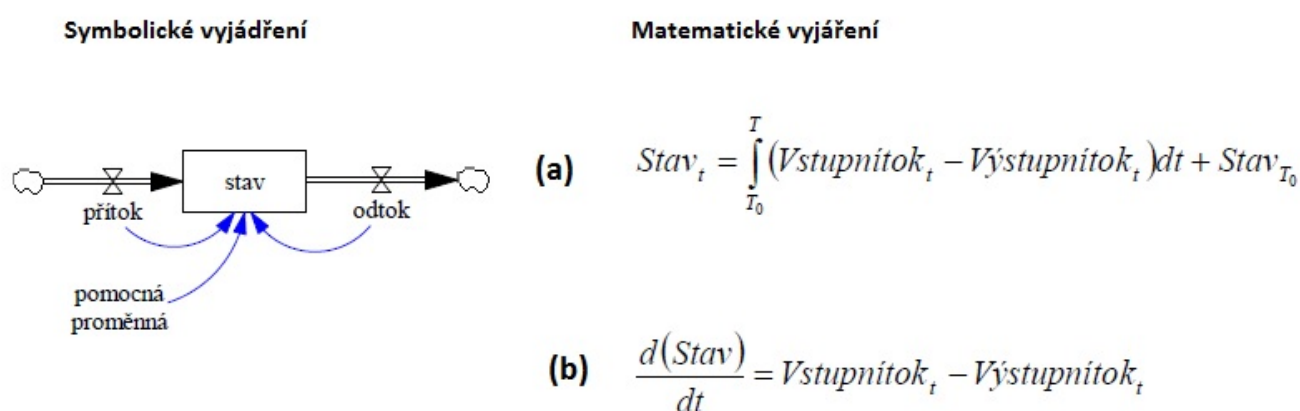 Symbolické vyjádření
Matematické vyjáření
stav
přítok
odtok
pomocná
proměnná
(a) Stav_t = ∫_{T_0}^{T} (Vstupnítok_t − Výstupnítok_t)dt + Stav_{T_0}
(b) d(Stav)/dt = Vstupnítok_t − Výstupnítok_t